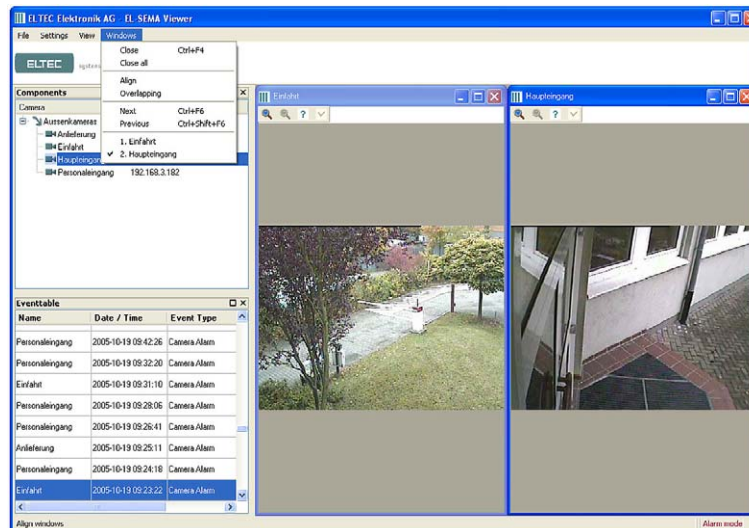 ELTEC Elektronik AG - EL-SEMA Viewer
File Settings View Windows
ELTEC systems
Close Ctrl+F4
Close all
Align
Overlapping
Next Ctrl+F6
Previous Ctrl+Shift+F6
1. Einfahrt
2. Haupteingang
Components
Camera
Aussenkameras
Anlieferung
Einfahrt
Haupteingang
Personaleingang 192.168.3.182
Einfahrt
?
Haupteingang
?
Eventtable
Name Date / Time Event Type
Personaleingang 2005-10-19 09:42:26 Camera Alarm
Personaleingang 2005-10-19 09:32:20 Camera Alarm
Einfahrt 2005-10-19 09:31:10 Camera Alarm
Personaleingang 2005-10-19 09:28:06 Camera Alarm
Personaleingang 2005-10-19 09:26:41 Camera Alarm
Anlieferung 2005-10-19 09:25:11 Camera Alarm
Personaleingang 2005-10-19 09:24:18 Camera Alarm
Einfahrt 2005-10-19 09:23:22 Camera Alarm
Align windows
Alarm mode